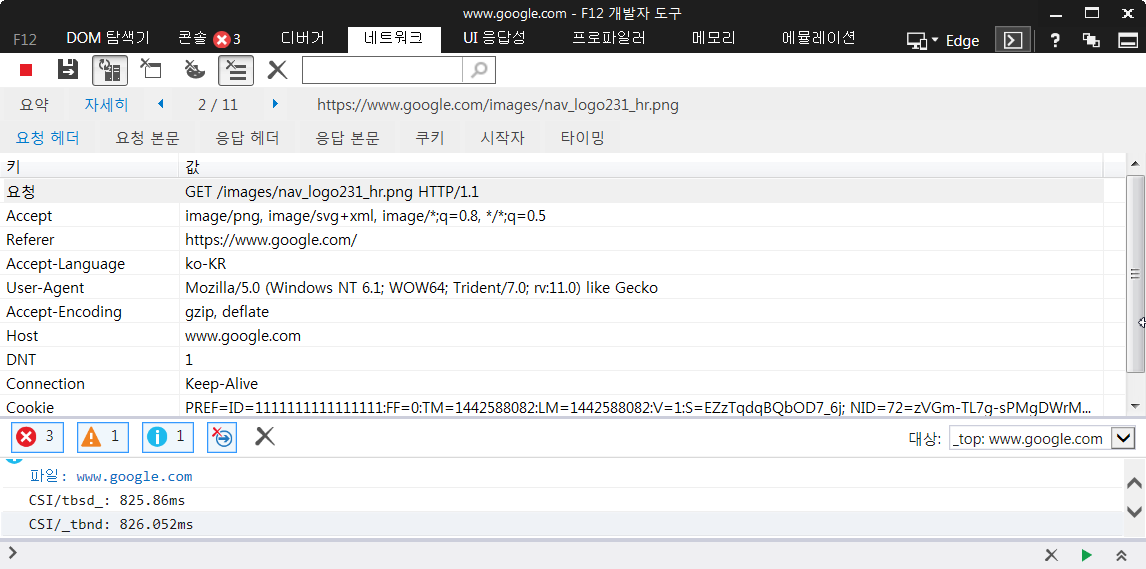 www.google.com - F12 개발자 도구
F12 DOM 탐색기 콘솔 3 디버거 네트워크 UI 응답성 프로파일러 메모리 에뮬레이션 Edge ?
요약 자세히 2 / 11 https://www.google.com/images/nav_logo231_hr.png
요청 헤더 요청 본문 응답 헤더 응답 본문 쿠키 시작자 타이밍
키 값
요청 GET /images/nav_logo231_hr.png HTTP/1.1
Accept image/png, image/svg+xml, image/*;q=0.8, */*;q=0.5
Referer https://www.google.com/
Accept-Language ko-KR
User-Agent Mozilla/5.0 (Windows NT 6.1; WOW64; Trident/7.0; rv:11.0) like Gecko
Accept-Encoding gzip, deflate
Host www.google.com
DNT 1
Connection Keep-Alive
Cookie PREF=ID=1111111111111111:FF=0:TM=1442588082:LM=1442588082:V=1:S=EZzTqdqBQbOD7_6j; NID=72=zVGm-TL7g-sPMgDWrM...
3 1 1 대상: _top: www.google.com
파일: www.google.com
CSI/tbsd_: 825.86ms
CSI/_tbnd: 826.052ms